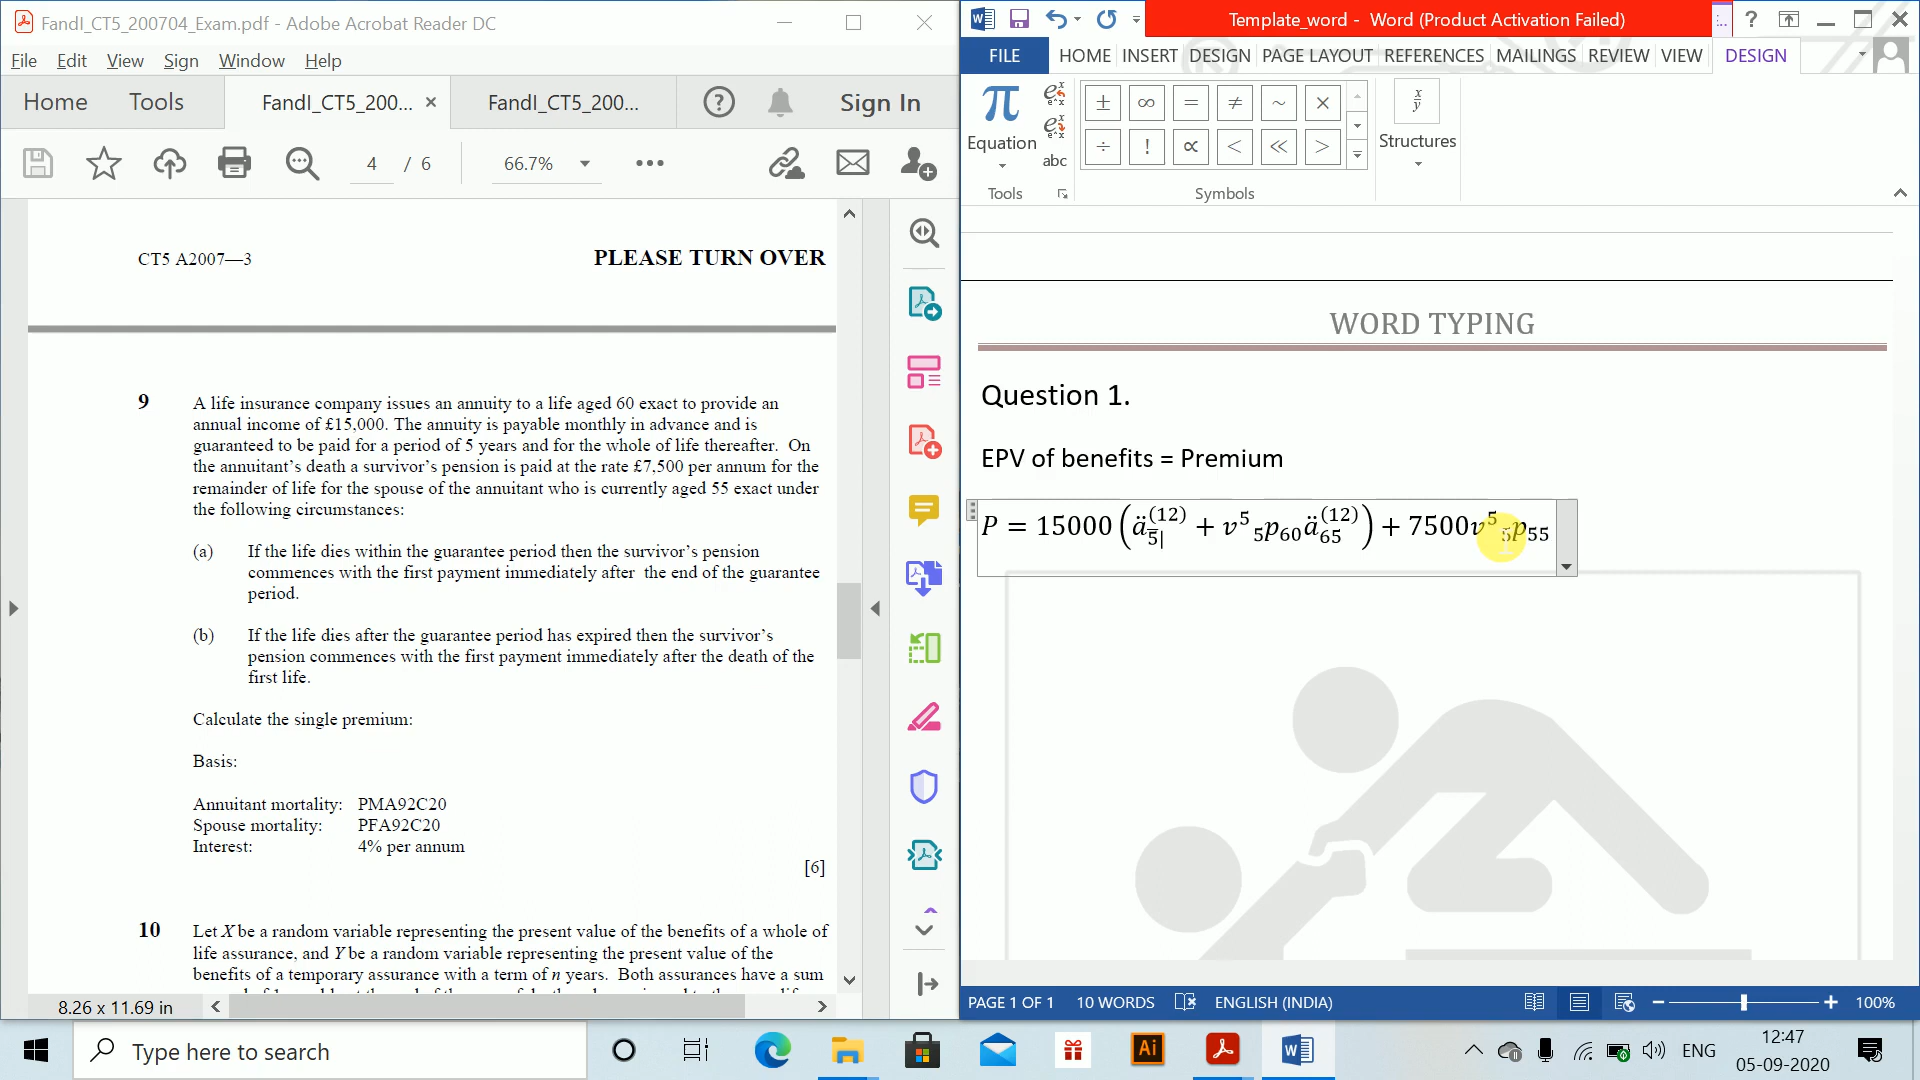 FandI_CT5_200704_Exam.pdf - Adobe Acrobat Reader DC
File Edit View Sign Window Help
Home Tools FandI_CT5_200... × FandI_CT5_200... ? Sign In
4 / 6 66.7%
CT5 A2007—3 PLEASE TURN OVER
9 A life insurance company issues an annuity to a life aged 60 exact to provide an
annual income of £15,000. The annuity is payable monthly in advance and is
guaranteed to be paid for a period of 5 years and for the whole of life thereafter. On
the annuitant's death a survivor's pension is paid at the rate £7,500 per annum for the
remainder of life for the spouse of the annuitant who is currently aged 55 exact under
the following circumstances:
(a) If the life dies within the guarantee period then the survivor's pension
commences with the first payment immediately after the end of the guarantee
period.
(b) If the life dies after the guarantee period has expired then the survivor's
pension commences with the first payment immediately after the death of the
first life.
Calculate the single premium:
Basis:
Annuitant mortality: PMA92C20
Spouse mortality: PFA92C20
Interest: 4% per annum
[6]
10 Let X be a random variable representing the present value of the benefits of a whole of
life assurance, and Y be a random variable representing the present value of the
benefits of a temporary assurance with a term of n years. Both assurances have a sum
8.26 x 11.69 in
Template_word - Word (Product Activation Failed) ?
FILE HOME INSERT DESIGN PAGE LAYOUT REFERENCES MAILINGS REVIEW VIEW DESIGN
π Equation abc Tools
± ∞ = ≠ ~ ×
÷ ! ∝ < ≪ >
Symbols
x/y Structures
WORD TYPING
Question 1.
EPV of benefits = Premium
P = 15000(ä_5̅|^(12) + v^5 _5p_60 ä_65^(12)) + 7500v^5 _5p_55
PAGE 1 OF 1 10 WORDS ENGLISH (INDIA) − + 100%
Type here to search
Ai
ENG
12:47
05-09-2020